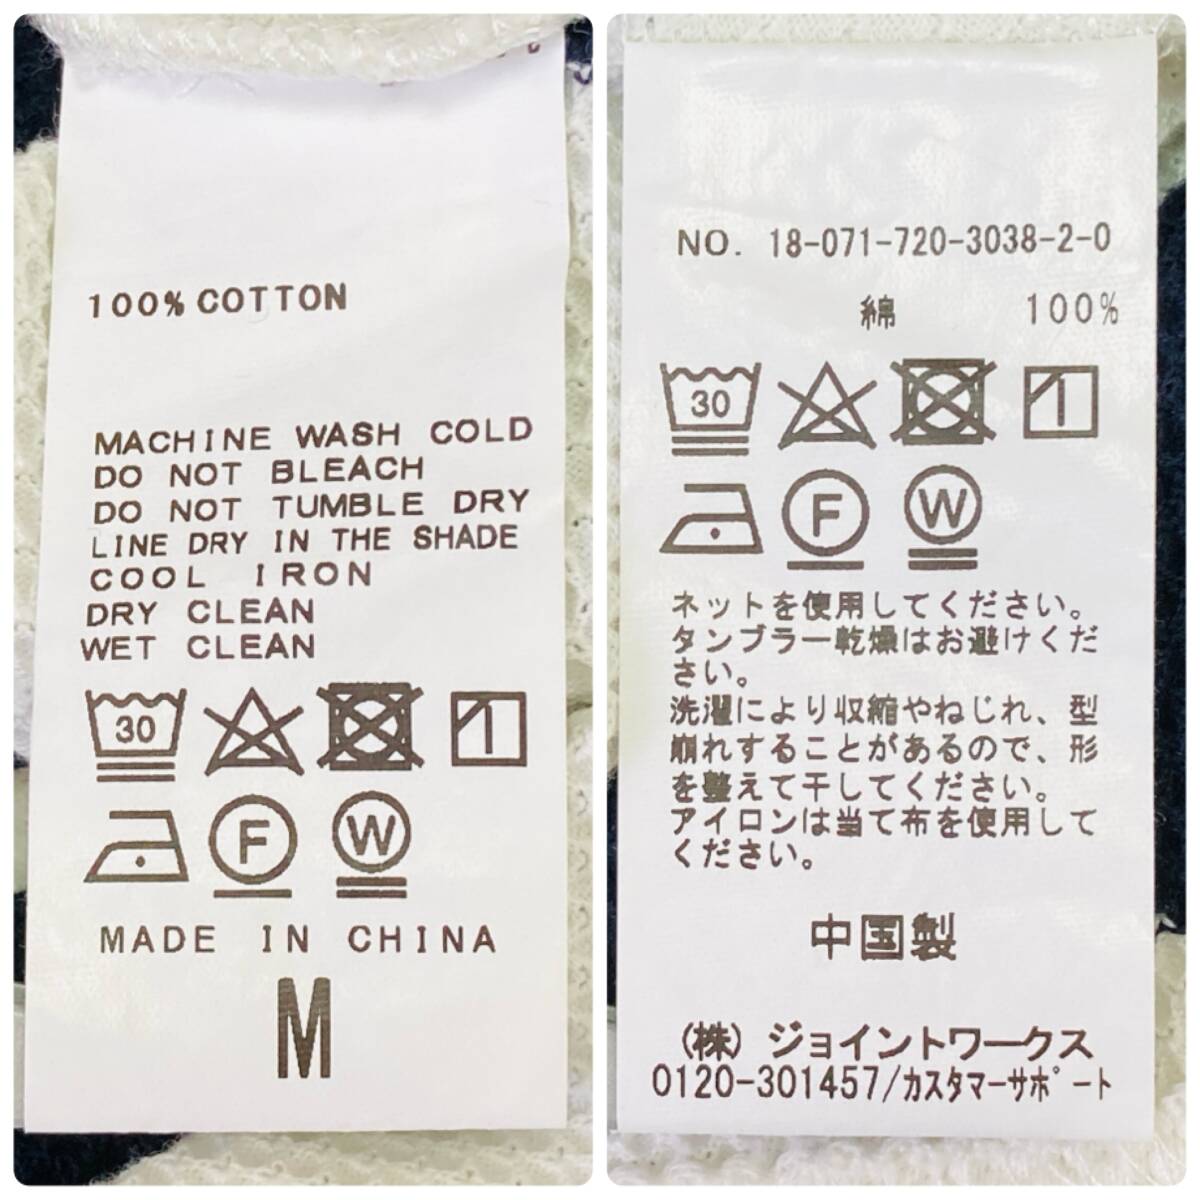 100% COTTON
MACHINE WASH COLD
DO NOT BLEACH
DO NOT TUMBLE DRY
LINE DRY IN THE SHADE
COOL IRON
DRY CLEAN
WET CLEAN
30
F W
MADE IN CHINA
M
NO. 18-071-720-3038-2-0
綿 100%
30
F W
ネットを使用してください。
タンブラー乾燥はお避けくだ
さい。
洗濯により収縮やねじれ、型
崩れすることがあるので、形
を整えて干してください。
アイロンは当て布を使用して
ください。
中国製
(株) ジョイントワークス
0120-301457/ｶｽﾀﾏｰｻﾎﾟｰﾄ